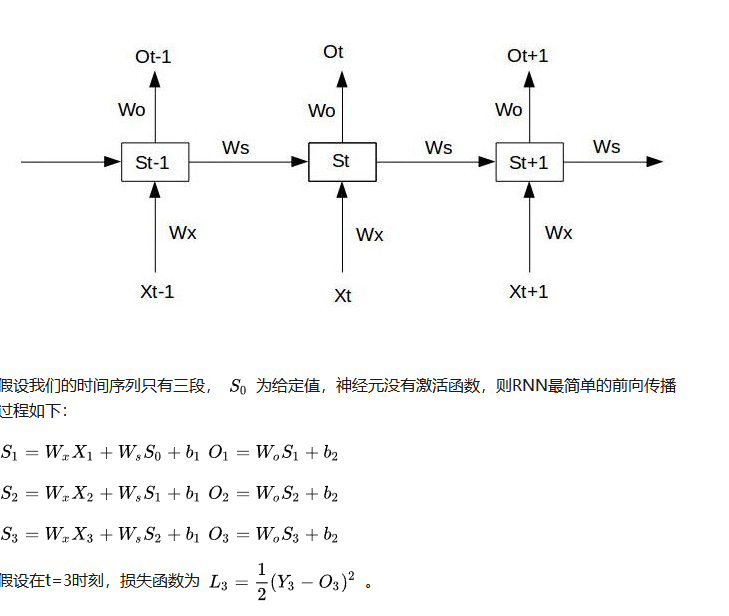 Ot-1 Ot Ot+1
Wo Wo Wo
St-1 Ws St Ws St+1 Ws
Wx Wx Wx
Xt-1 Xt Xt+1
假设我们的时间序列只有三段， S₀ 为给定值，神经元没有激活函数，则RNN最简单的前向传播
过程如下：
S₁ = WₓX₁ + WₛS₀ + b₁ O₁ = WₒS₁ + b₂
S₂ = WₓX₂ + WₛS₁ + b₁ O₂ = WₒS₂ + b₂
S₃ = WₓX₃ + WₛS₂ + b₁ O₃ = WₒS₃ + b₂
假设在t=3时刻，损失函数为 L₃ = 1/2(Y₃ − O₃)² 。